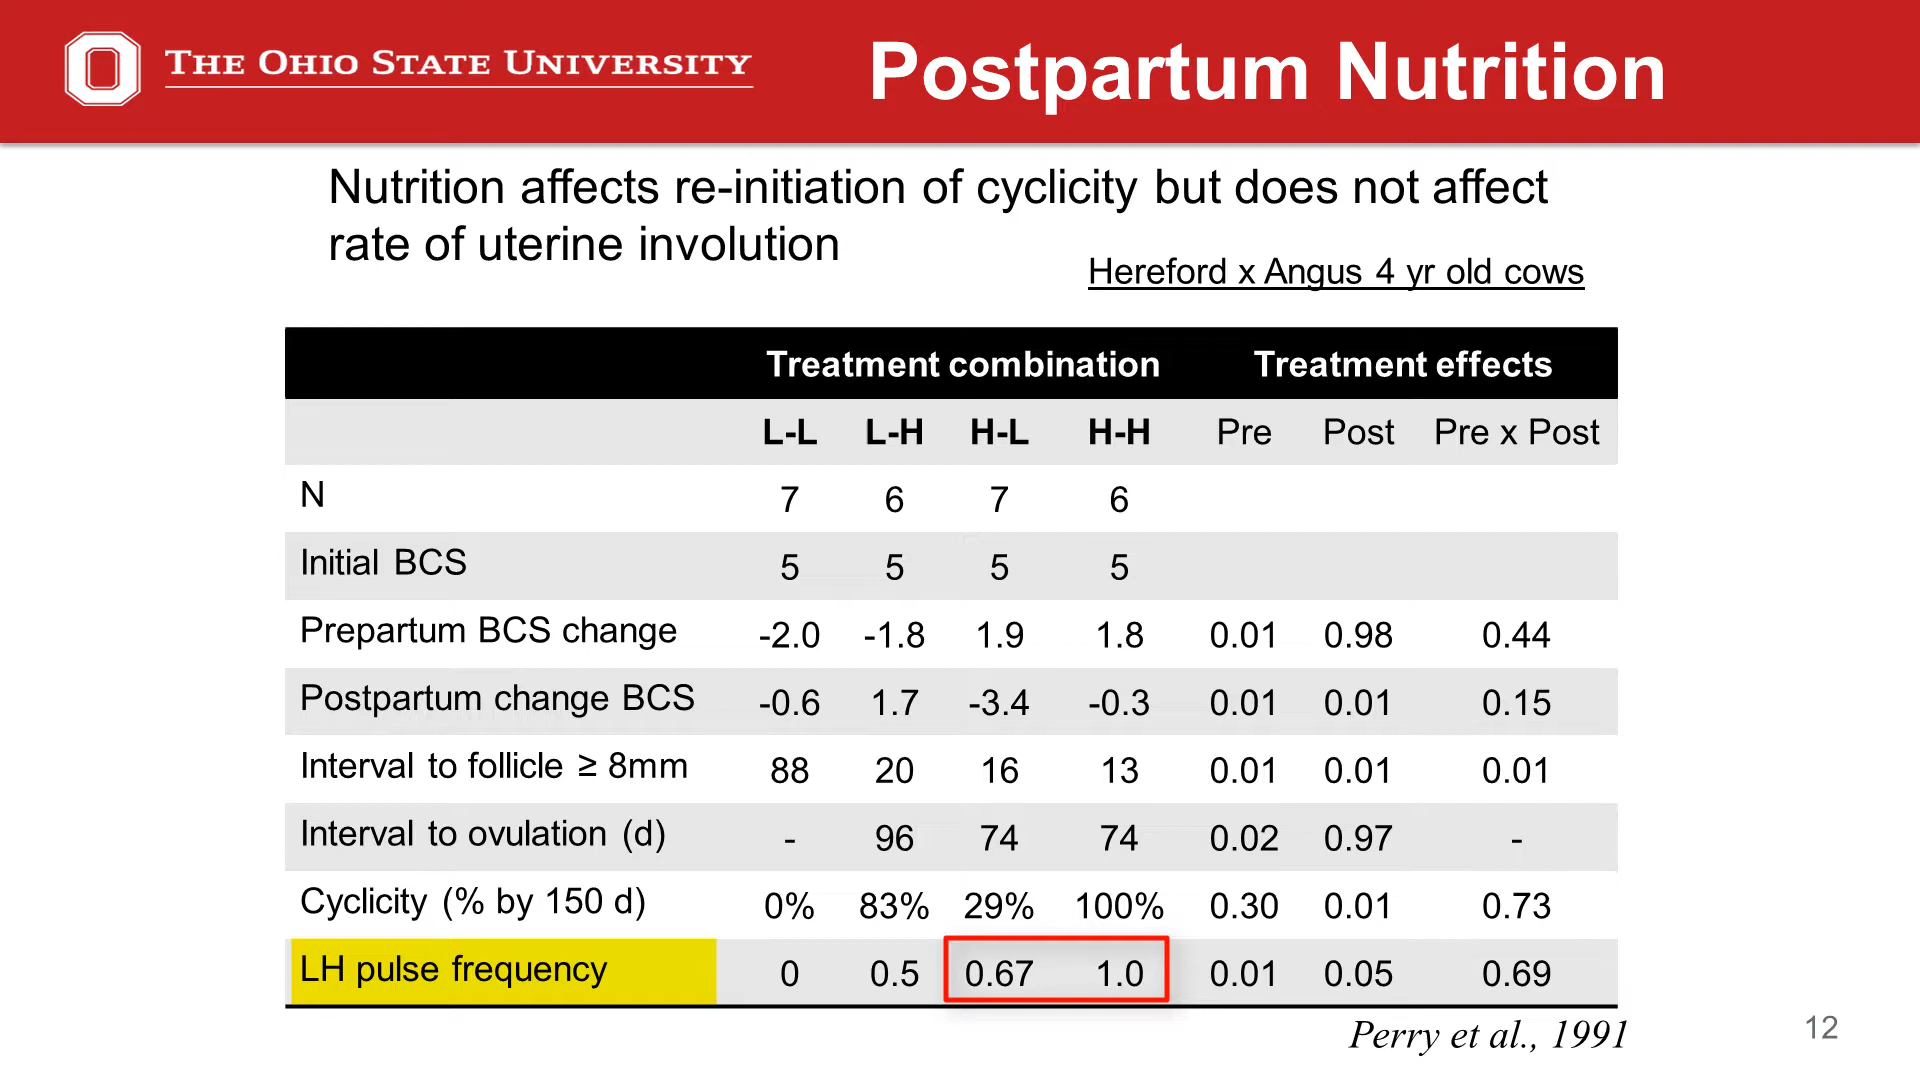 THE OHIO STATE UNIVERSITY
Postpartum Nutrition
Nutrition affects re-initiation of cyclicity but does not affect
rate of uterine involution
Hereford x Angus 4 yr old cows
Treatment combination Treatment effects
L-L L-H H-L H-H Pre Post Pre x Post
N 7 6 7 6
Initial BCS 5 5 5 5
Prepartum BCS change -2.0 -1.8 1.9 1.8 0.01 0.98 0.44
Postpartum change BCS -0.6 1.7 -3.4 -0.3 0.01 0.01 0.15
Interval to follicle ≥ 8mm 88 20 16 13 0.01 0.01 0.01
Interval to ovulation (d) - 96 74 74 0.02 0.97 -
Cyclicity (% by 150 d) 0% 83% 29% 100% 0.30 0.01 0.73
LH pulse frequency 0 0.5 0.67 1.0 0.01 0.05 0.69
Perry et al., 1991
12